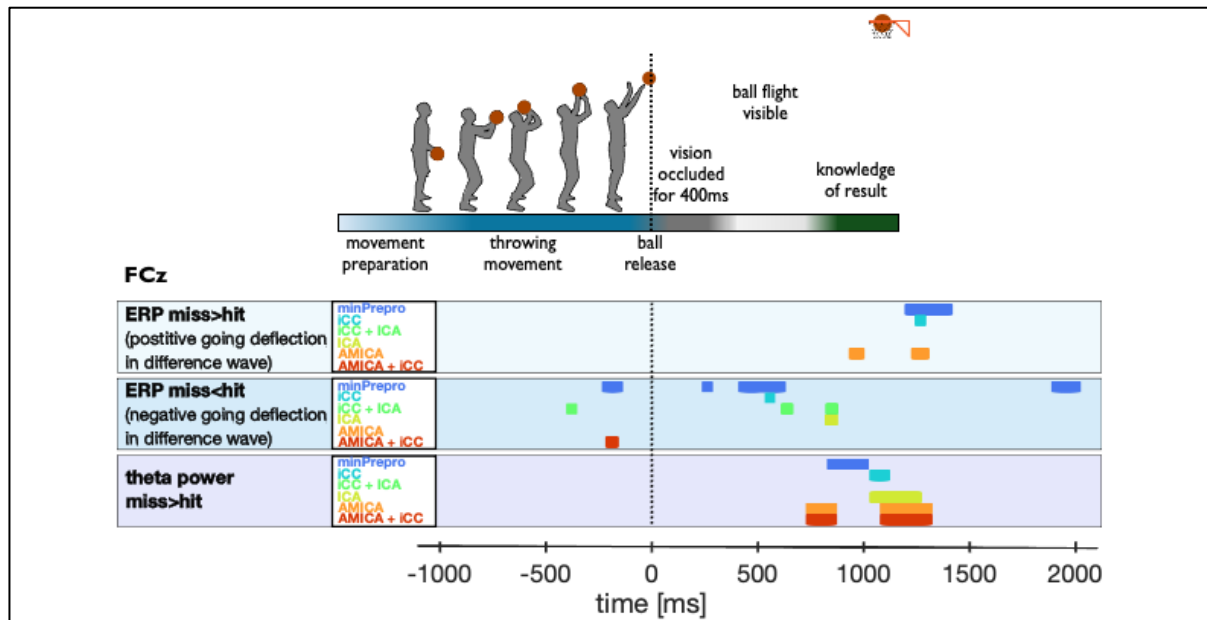 ball flight
visible
vision
occluded
for 400ms
knowledge
of result
movement
preparation
throwing
movement
ball
release
FCz
ERP miss>hit
(postitive going deflection
in difference wave)
minPrepro
iCC
iCC + ICA
ICA
AMICA
AMICA + iCC
ERP miss<hit
(negative going deflection
in difference wave)
minPrepro
iCC
iCC + ICA
ICA
AMICA
AMICA + iCC
theta power
miss>hit
minPrepro
iCC
iCC + ICA
ICA
AMICA
AMICA + iCC
-1000 -500 0 500 1000 1500 2000
time [ms]